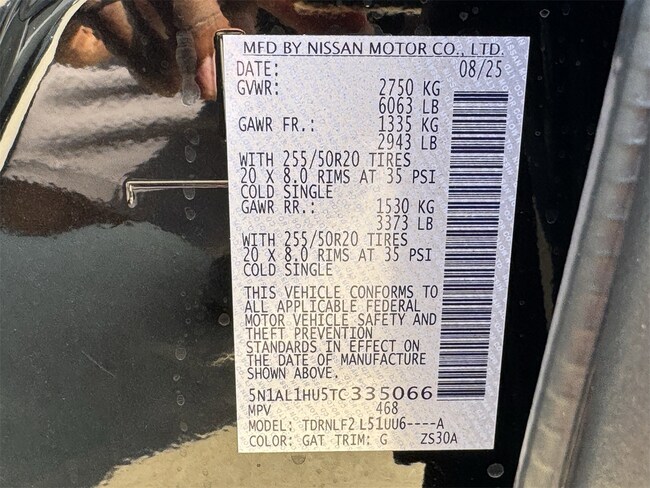 MFD BY NISSAN MOTOR CO., LTD.
DATE: 08/25
GVWR: 2750 KG
6063 LB
GAWR FR.: 1335 KG
2943 LB
WITH 255/50R20 TIRES
20 X 8.0 RIMS AT 35 PSI
COLD SINGLE
GAWR RR.: 1530 KG
3373 LB
WITH 255/50R20 TIRES
20 X 8.0 RIMS AT 35 PSI
COLD SINGLE
THIS VEHICLE CONFORMS TO
ALL APPLICABLE FEDERAL
MOTOR VEHICLE SAFETY AND
THEFT PREVENTION
STANDARDS IN EFFECT ON
THE DATE OF MANUFACTURE
SHOWN ABOVE.
5N1AL1HU5TC335066
MPV 468
MODEL: TDRNLF2 L51UU6----A
COLOR: GAT TRIM: G ZS30A